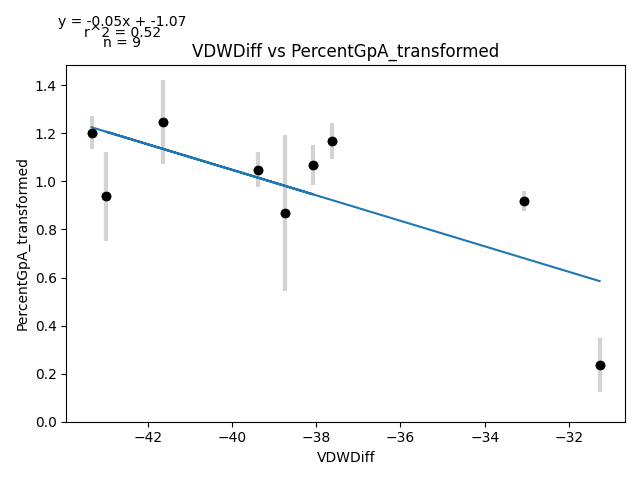 y = -0.05x + -1.07
r^2 = 0.52
n = 9
VDWDiff vs PercentGpA_transformed
1.4
1.2
1.0
0.8
0.6
0.4
0.2
0.0
PercentGpA_transformed
−42
−40
−38
−36
−34
−32
VDWDiff